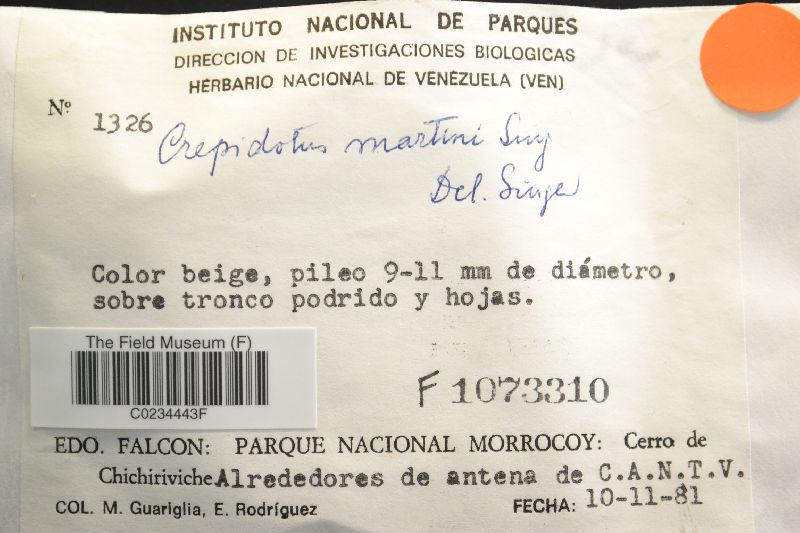 INSTITUTO NACIONAL DE PARQUES
DIRECCION DE INVESTIGACIONES BIOLOGICAS
HERBARIO NACIONAL DE VENEZUELA (VEN)
Nº 1326
Crepidotus martini Sing
Det. Singer
Color beige, pileo 9-11 mm de diámetro,
sobre tronco podrido y hojas.
The Field Museum (F)
C0234443F
F 1073310
EDO. FALCON: PARQUE NACIONAL MORROCOY: Cerro de
Chichiriviche Alrededores de antena de C.A.N.T.V.
COL. M. Guariglia, E. Rodríguez FECHA: 10-11-81